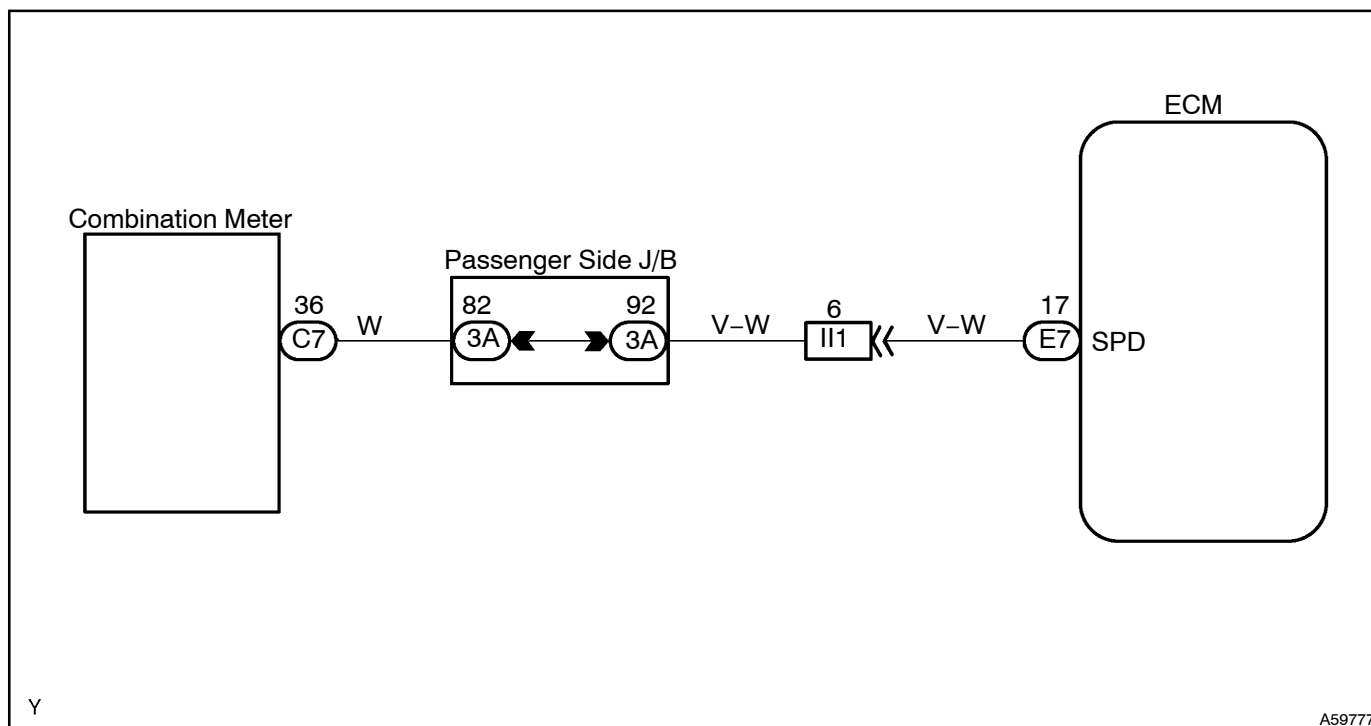 ECM
Combination Meter
Passenger Side J/B
36
82
92
6
17
C7
W
3A
3A
V–W
II1
V–W
E7
SPD
Y
A59777